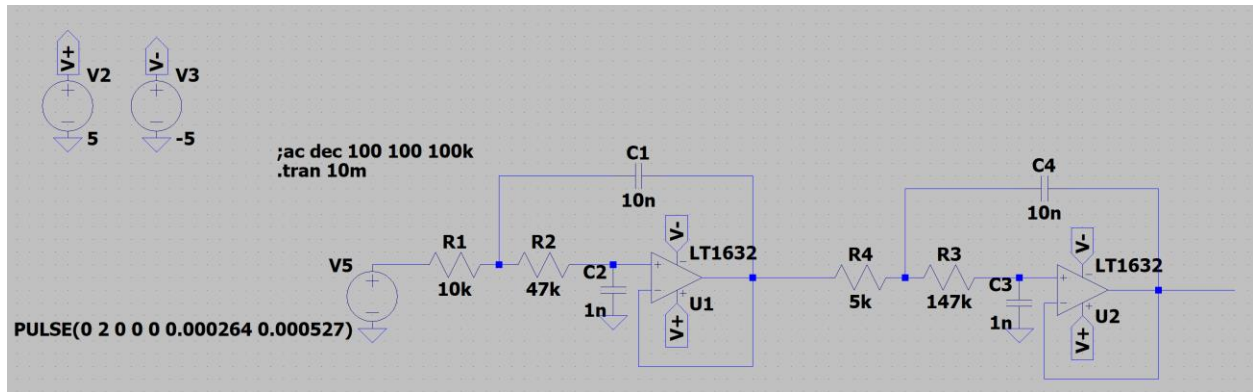 V+
V2
5
V-
V3
-5
;ac dec 100 100 100k
.tran 10m
C1
10n
C4
10n
V5
R1
10k
R2
47k
C2
1n
V-
LT1632
U1
V+
R4
5k
R3
147k
C3
1n
V-
LT1632
U2
V+
PULSE(0 2 0 0 0 0.000264 0.000527)